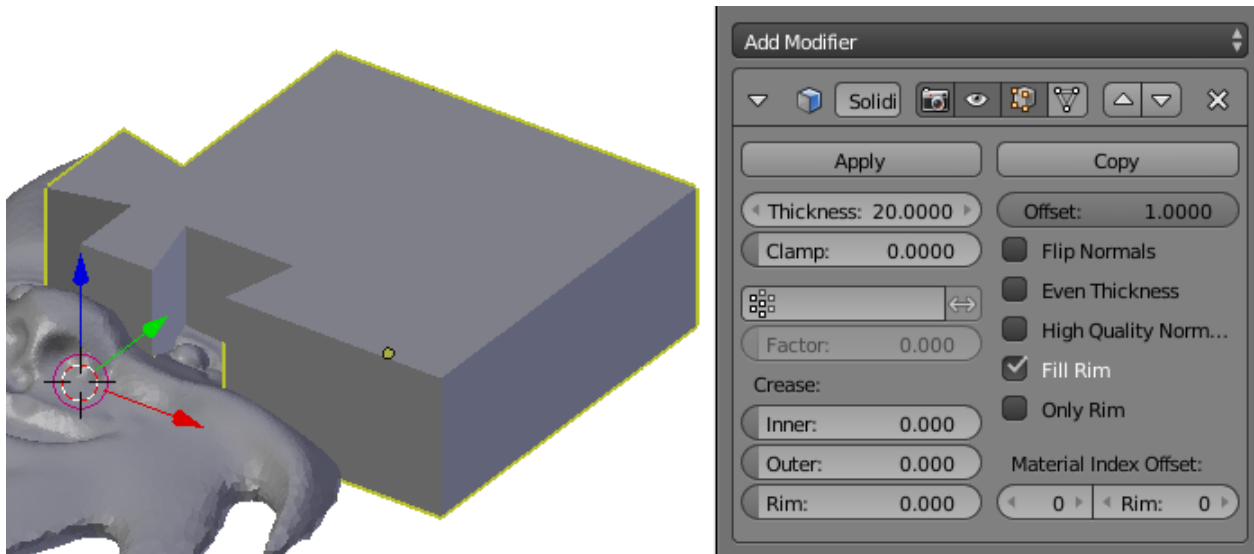 Add Modifier
Solidi
Apply Copy
Thickness: 20.0000 Offset: 1.0000
Clamp: 0.0000 Flip Normals
Even Thickness
High Quality Norm...
Factor: 0.000
Fill Rim
Crease:
Only Rim
Inner: 0.000
Outer: 0.000 Material Index Offset:
Rim: 0.000 0 Rim: 0